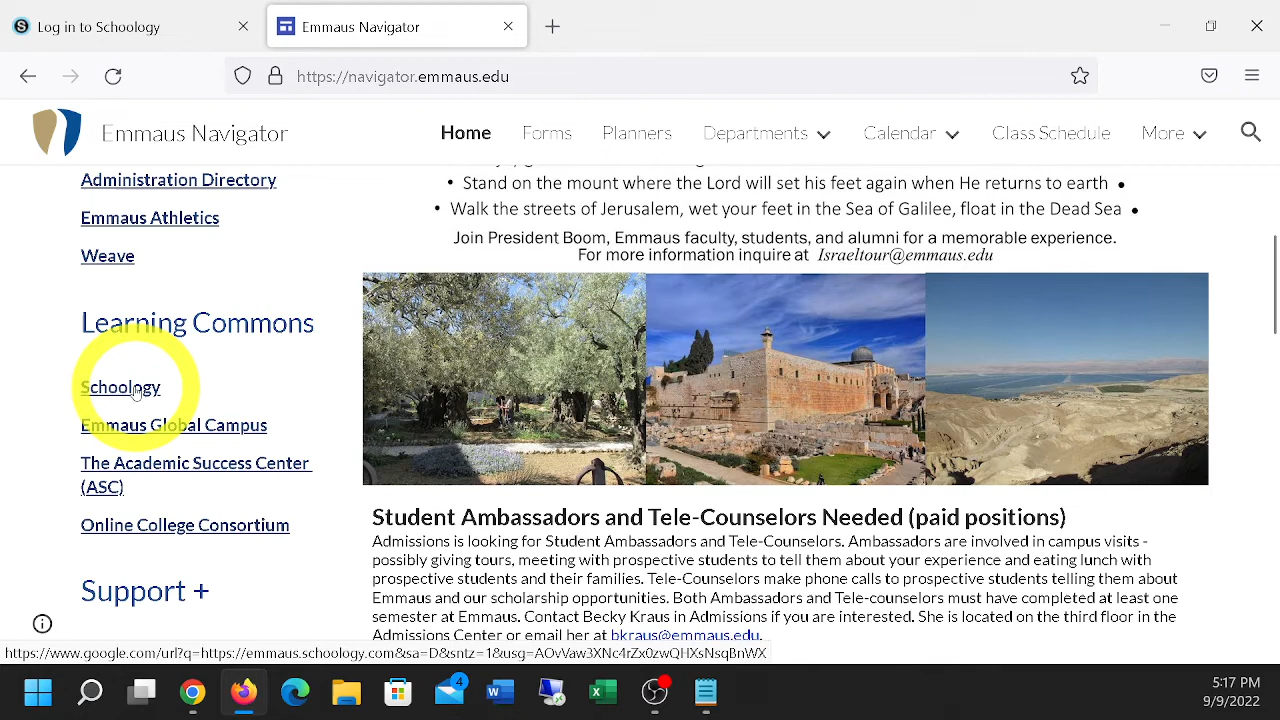 Log in to Schoology
Emmaus Navigator
https://navigator.emmaus.edu
Emmaus Navigator
Home
Forms
Planners
Departments
Calendar
Class Schedule
More
Administration Directory
Emmaus Athletics
Weave
Learning Commons
Schoology
Emmaus Global Campus
The Academic Success Center
(ASC)
Online College Consortium
Support +
• Stand on the mount where the Lord will set his feet again when He returns to earth •
• Walk the streets of Jerusalem, wet your feet in the Sea of Galilee, float in the Dead Sea •
Join President Boom, Emmaus faculty, students, and alumni for a memorable experience.
For more information inquire at Israeltour@emmaus.edu
Student Ambassadors and Tele-Counselors Needed (paid positions)
Admissions is looking for Student Ambassadors and Tele-Counselors. Ambassadors are involved in campus visits -
possibly giving tours, meeting with prospective students to tell them about your experience and eating lunch with
prospective students and their families. Tele-Counselors make phone calls to prospective students telling them about
Emmaus and our scholarship opportunities. Both Ambassadors and Tele-counselors must have completed at least one
semester at Emmaus. Contact Becky Kraus in Admissions if you are interested. She is located on the third floor in the
Admissions Center or email her at bkraus@emmaus.edu.
https://www.google.com/url?q=https://emmaus.schoology.com&sa=D&sntz=1&usg=AOvVaw3XNc4rZx0zwQHXsNsqBnWX
4
5:17 PM
9/9/2022